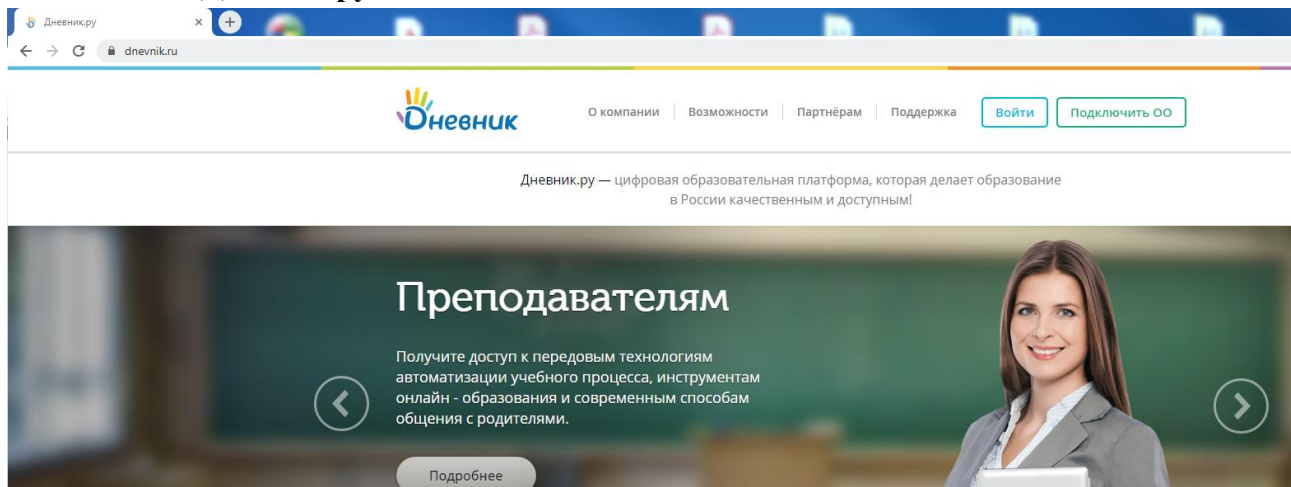 Дневник.ру
dnevnik.ru
Дневник
О компании
Возможности
Партнёрам
Поддержка
Войти
Подключить ОО
Дневник.ру — цифровая образовательная платформа, которая делает образование
в России качественным и доступным!
Преподавателям
Получите доступ к передовым технологиям
автоматизации учебного процесса, инструментам
онлайн - образования и современным способам
общения с родителями.
Подробнее